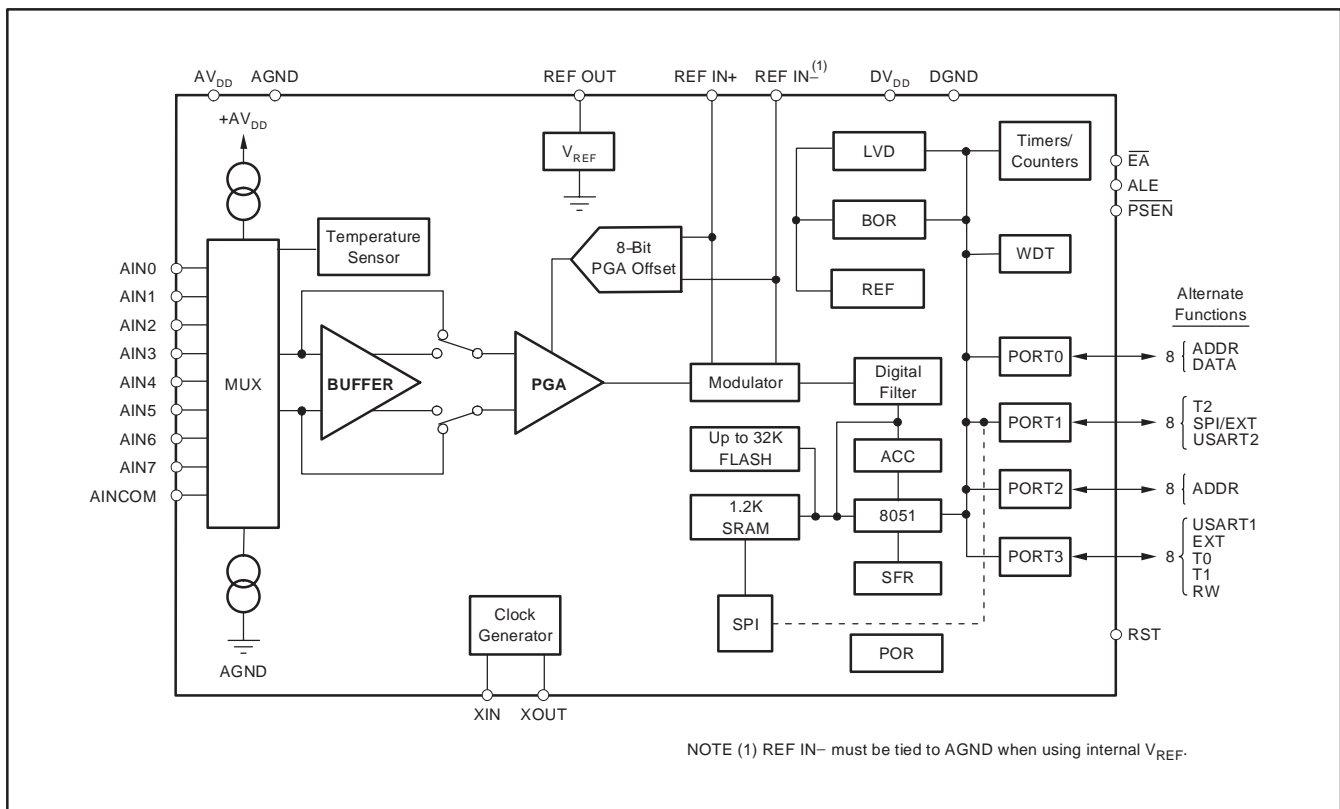 AVDD AGND REF OUT REF IN+ REF IN−(1) DVDD DGND
+AVDD
VREF
LVD
Timers/
Counters
EA
ALE
PSEN
Temperature
Sensor
8-Bit
PGA Offset
BOR
WDT
REF
AIN0
AIN1
AIN2
AIN3
AIN4
AIN5
AIN6
AIN7
AINCOM
MUX
BUFFER
PGA
Modulator
Digital
Filter
Alternate
Functions
PORT0
8
ADDR
DATA
PORT1
8
T2
SPI/EXT
USART2
Up to 32K
FLASH
ACC
PORT2
8
ADDR
1.2K
SRAM
8051
PORT3
8
USART1
EXT
T0
T1
RW
SFR
SPI
POR
RST
Clock
Generator
AGND
XIN XOUT
NOTE (1) REF IN− must be tied to AGND when using internal VREF.